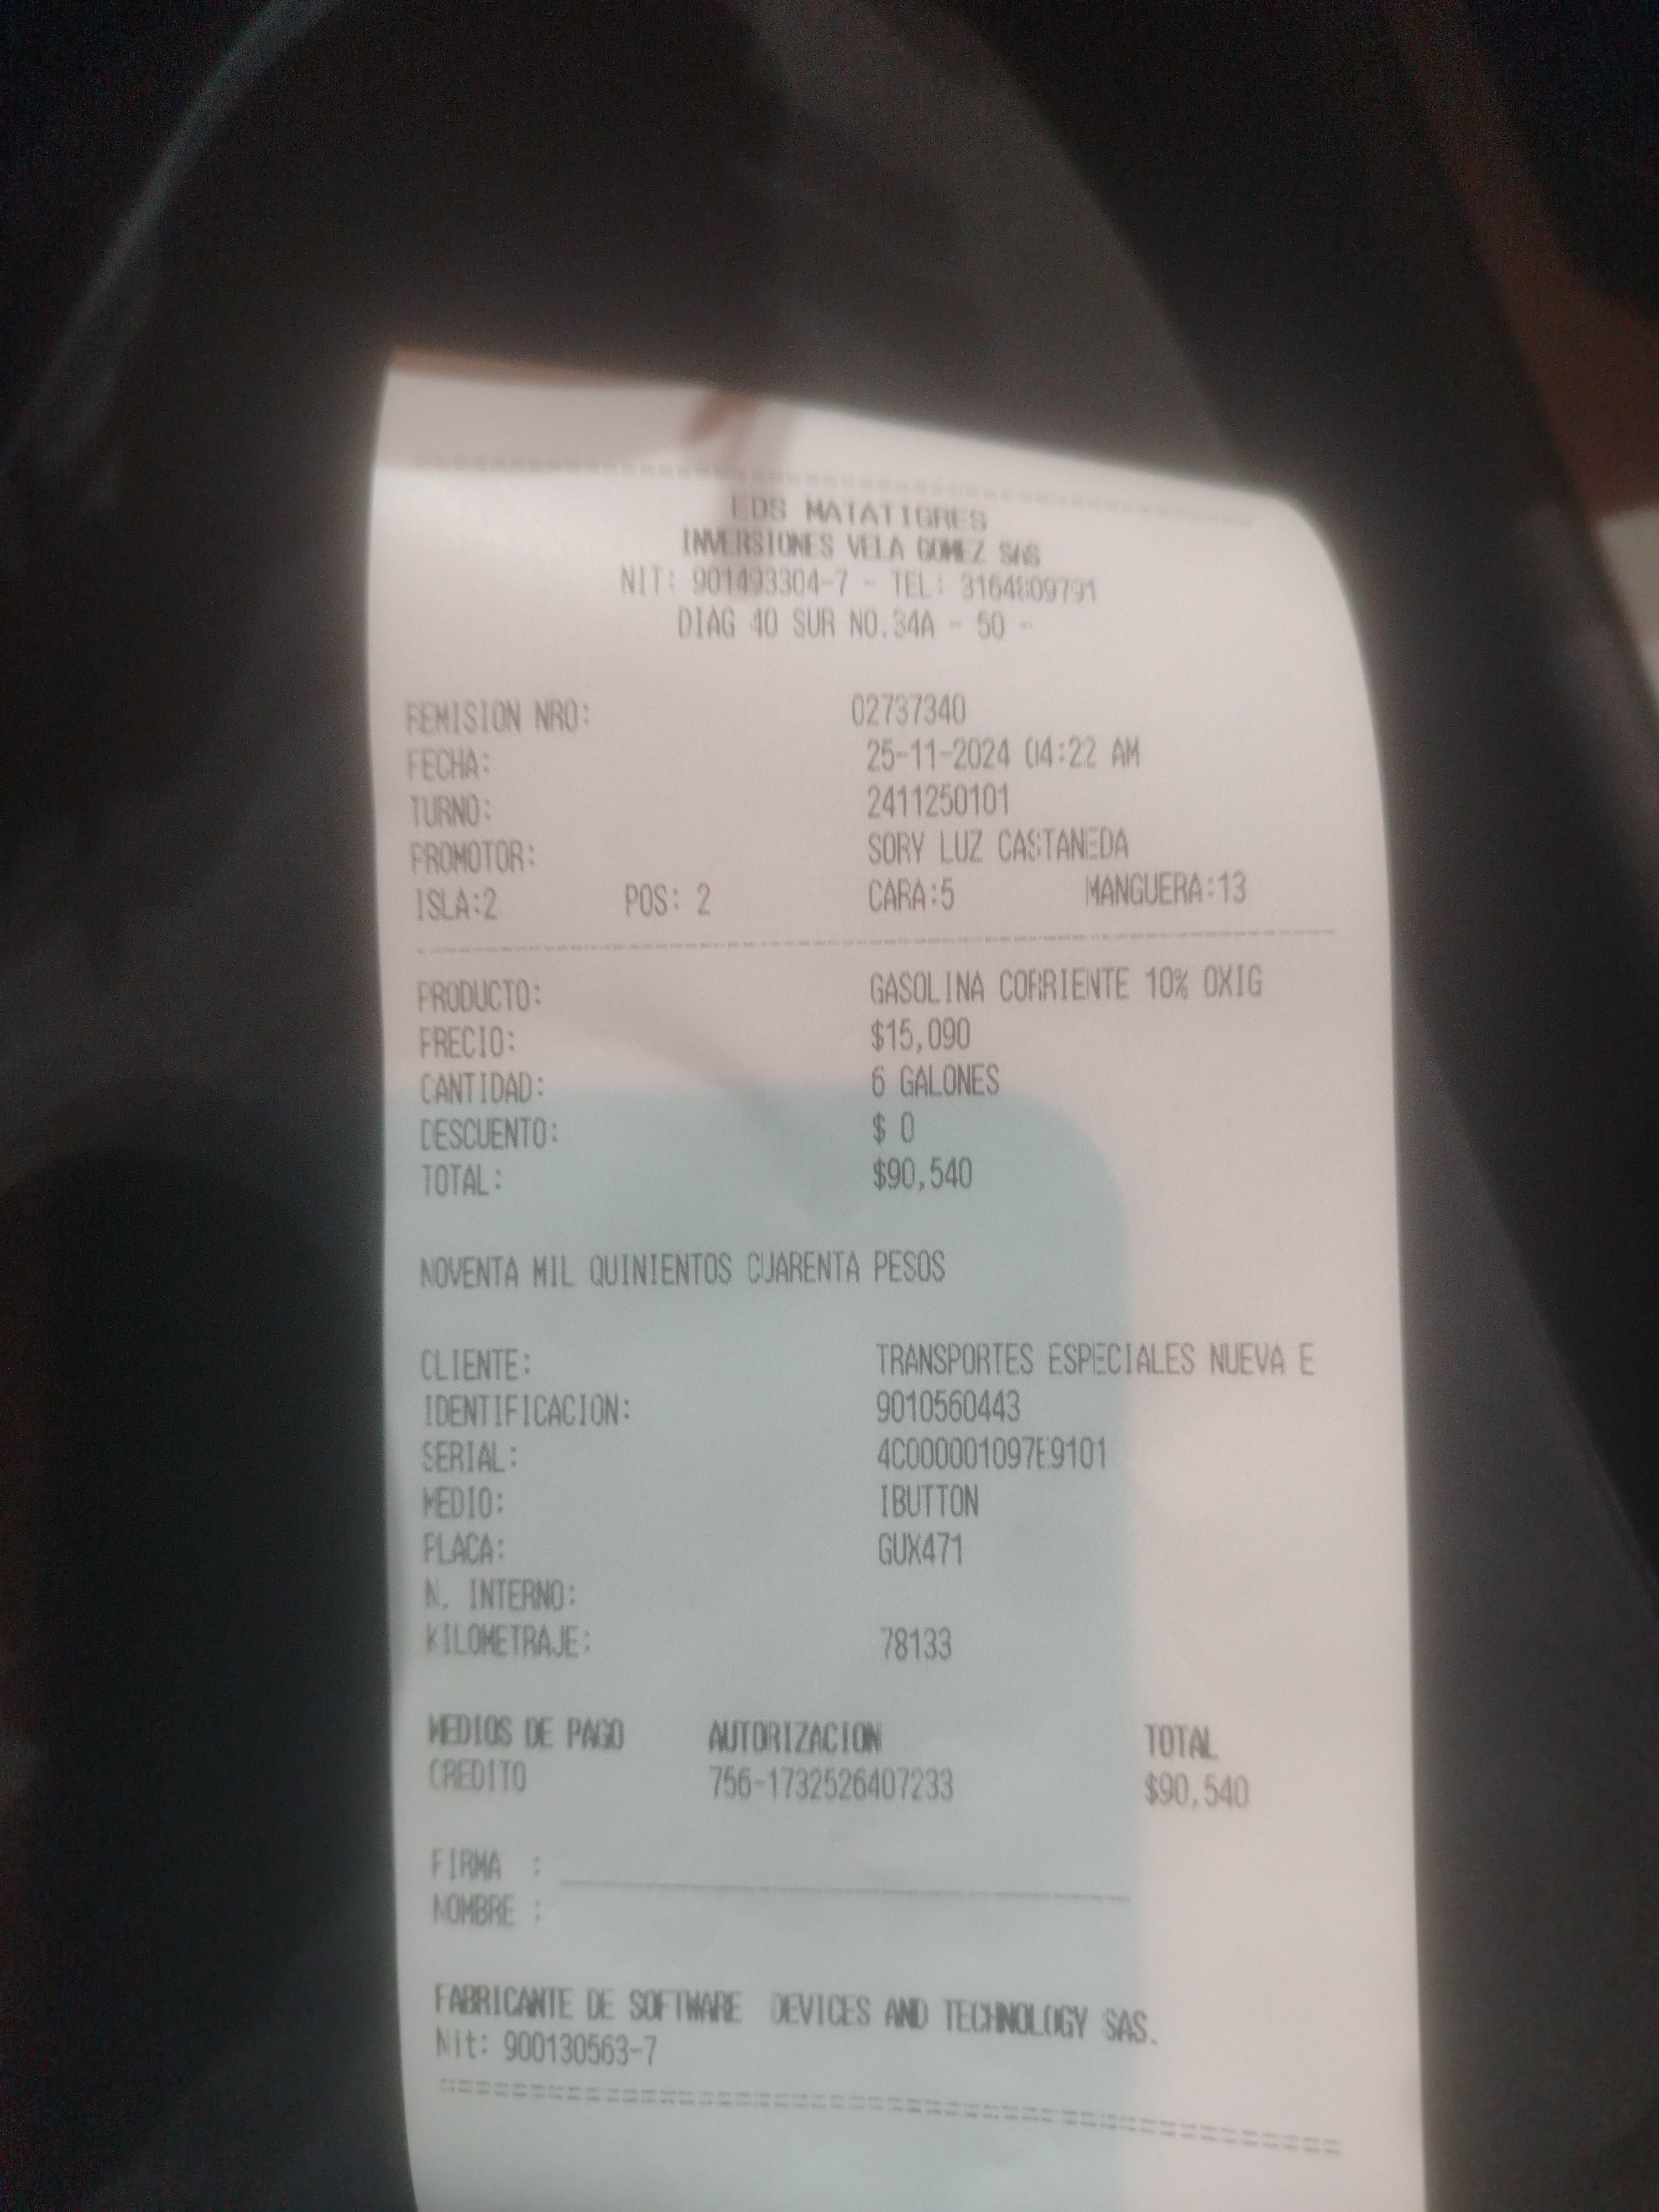 EDS MATATIGRES
INVERSIONES VELA GOMEZ SAS
NIT: 901493304-7 - TEL: 3164809791
DIAG 40 SUR NO.34A - 50 -
REMISION NRO: 02737340
FECHA: 25-11-2024 04:22 AM
TURNO: 2411250101
PROMOTOR: SORY LUZ CASTANEDA
ISLA:2 POS: 2 CARA:5 MANGUERA:13
PRODUCTO: GASOLINA CORRIENTE 10% OXIG
PRECIO: $15,090
CANTIDAD: 6 GALONES
DESCUENTO: $ 0
TOTAL: $90,540
NOVENTA MIL QUINIENTOS CUARENTA PESOS
CLIENTE: TRANSPORTES ESPECIALES NUEVA E
IDENTIFICACION: 9010560443
SERIAL: 4C000001097E9101
MEDIO: IBUTTON
PLACA: GUX471
N. INTERNO:
KILOMETRAJE: 78133
MEDIOS DE PAGO AUTORIZACION TOTAL
CREDITO 756-1732526407233 $90,540
FIRMA :
NOMBRE :
FABRICANTE DE SOFTWARE DEVICES AND TECHNOLOGY SAS.
Nit: 900130563-7